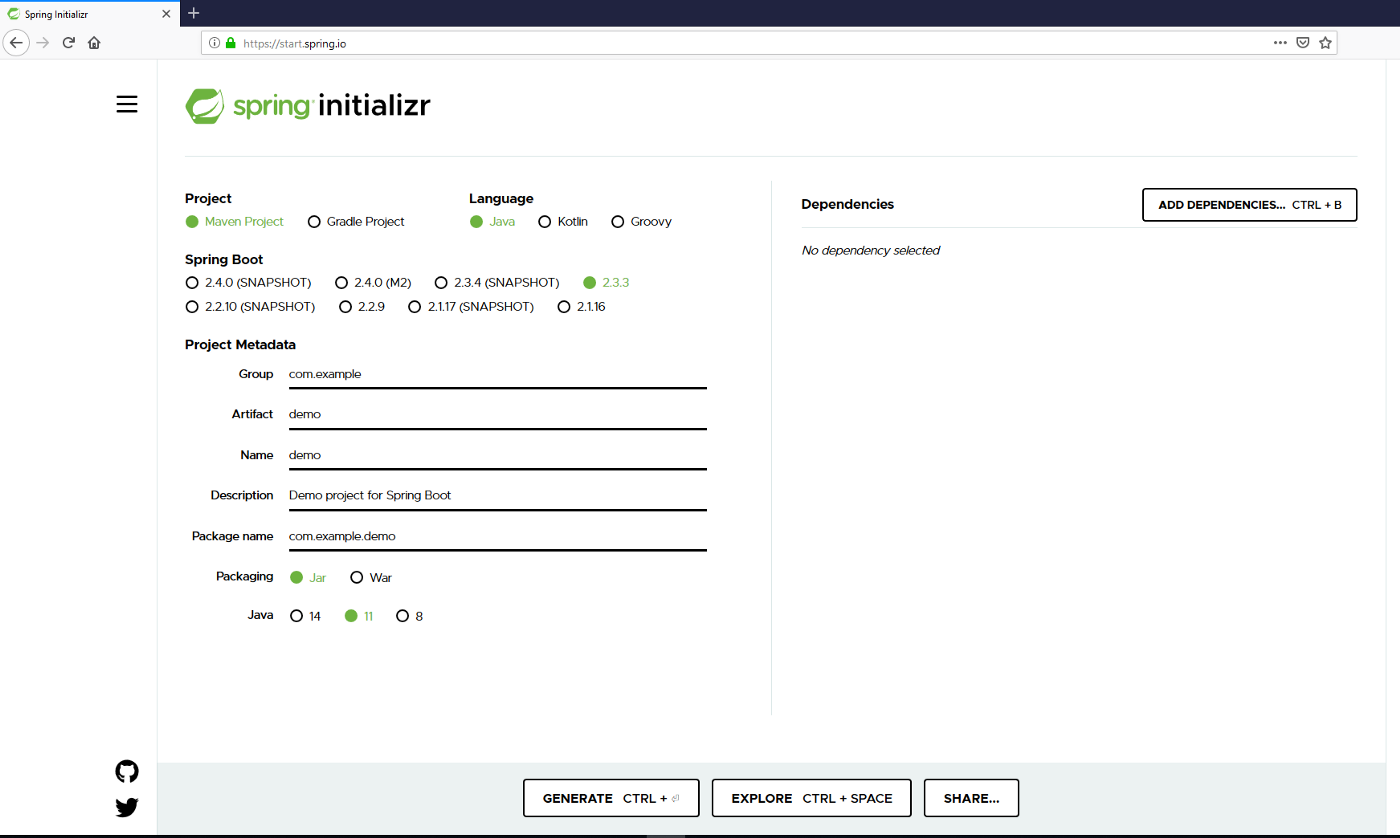 Spring Initializr
https://start.spring.io
spring initializr
Project
Maven Project Gradle Project
Language
Java Kotlin Groovy
Spring Boot
2.4.0 (SNAPSHOT) 2.4.0 (M2) 2.3.4 (SNAPSHOT) 2.3.3
2.2.10 (SNAPSHOT) 2.2.9 2.1.17 (SNAPSHOT) 2.1.16
Project Metadata
Group com.example
Artifact demo
Name demo
Description Demo project for Spring Boot
Package name com.example.demo
Packaging Jar War
Java 14 11 8
Dependencies ADD DEPENDENCIES... CTRL + B
No dependency selected
GENERATE CTRL + ⏎ EXPLORE CTRL + SPACE SHARE...